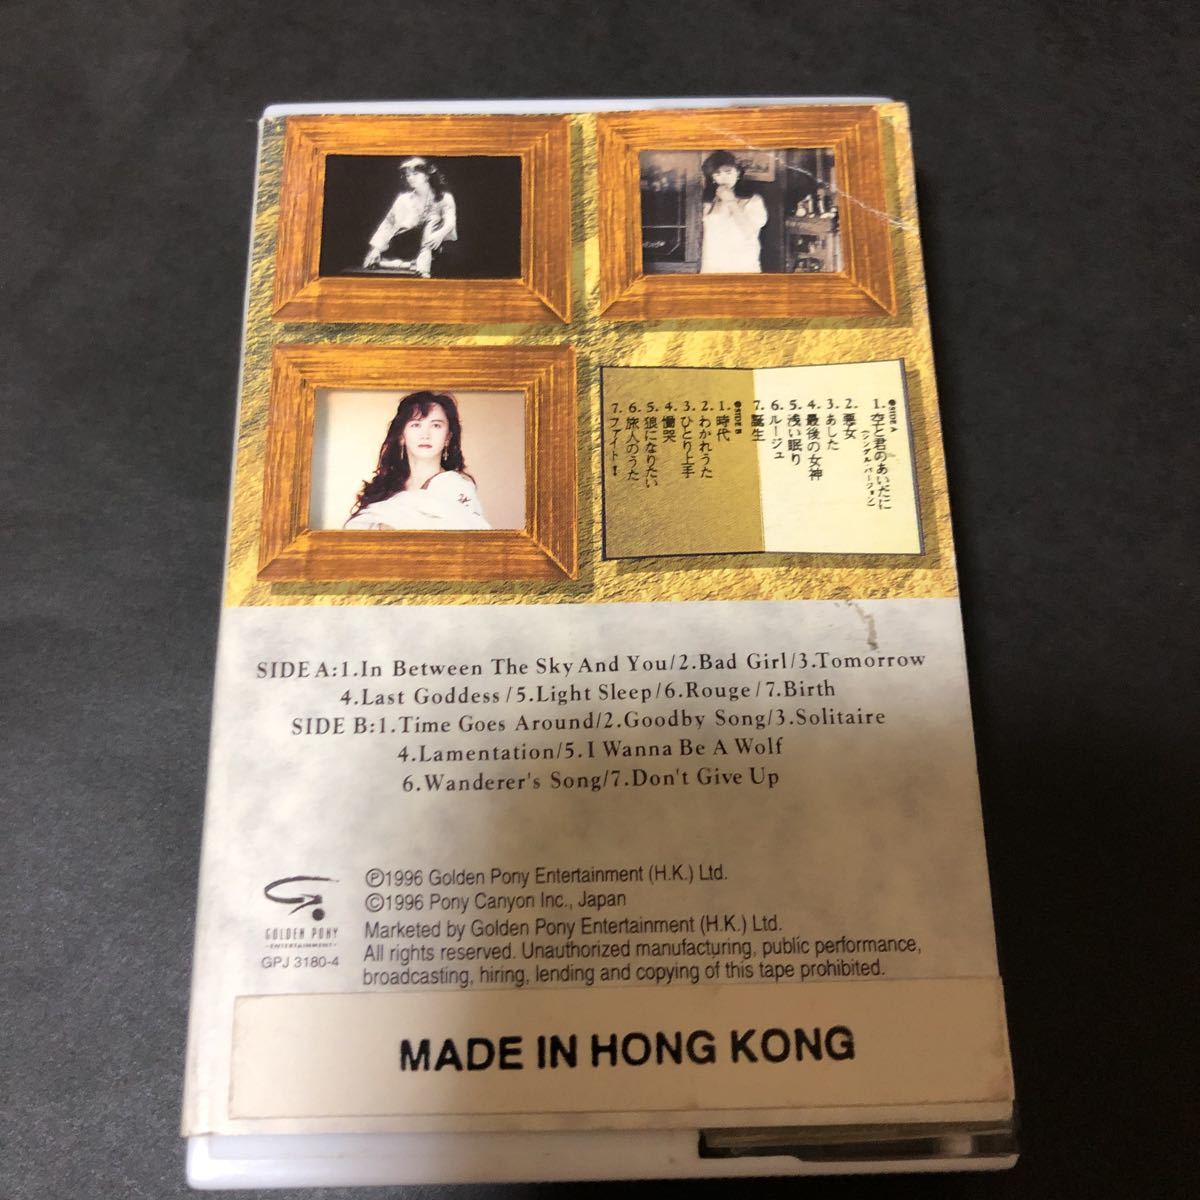 ●SIDE A
1.空と君のあいだに
(シングル・バージョン)
2.悪女
3.あした
4.最後の女神
5.浅い眠り
6.ルージュ
7.誕生
●SIDE B
1.時代
2.わかれうた
3.ひとり上手
4.慟哭
5.狼になりたい
6.旅人のうた
7.ファイト!
SIDE A:1.In Between The Sky And You/2.Bad Girl/3.Tomorrow
4.Last Goddess/5.Light Sleep/6.Rouge/7.Birth
SIDE B:1.Time Goes Around/2.Goodby Song/3.Solitaire
4.Lamentation/5.I Wanna Be A Wolf
6.Wanderer's Song/7.Don't Give Up
GOLDEN PONY
-ENTERTAINMENT-
GPJ 3180-4
℗1996 Golden Pony Entertainment (H.K.) Ltd.
©1996 Pony Canyon Inc., Japan
Marketed by Golden Pony Entertainment (H.K.) Ltd.
All rights reserved. Unauthorized manufacturing, public performance,
broadcasting, hiring, lending and copying of this tape prohibited.
MADE IN HONG KONG